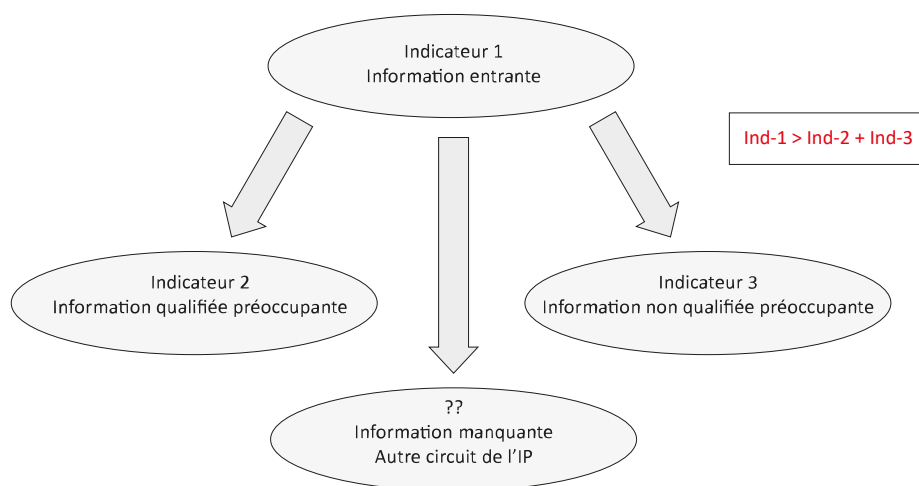 Indicateur 1
Information entrante
Ind-1 > Ind-2 + Ind-3
Indicateur 2
Information qualifiée préoccupante
Indicateur 3
Information non qualifiée préoccupante
??
Information manquante
Autre circuit de l'IP